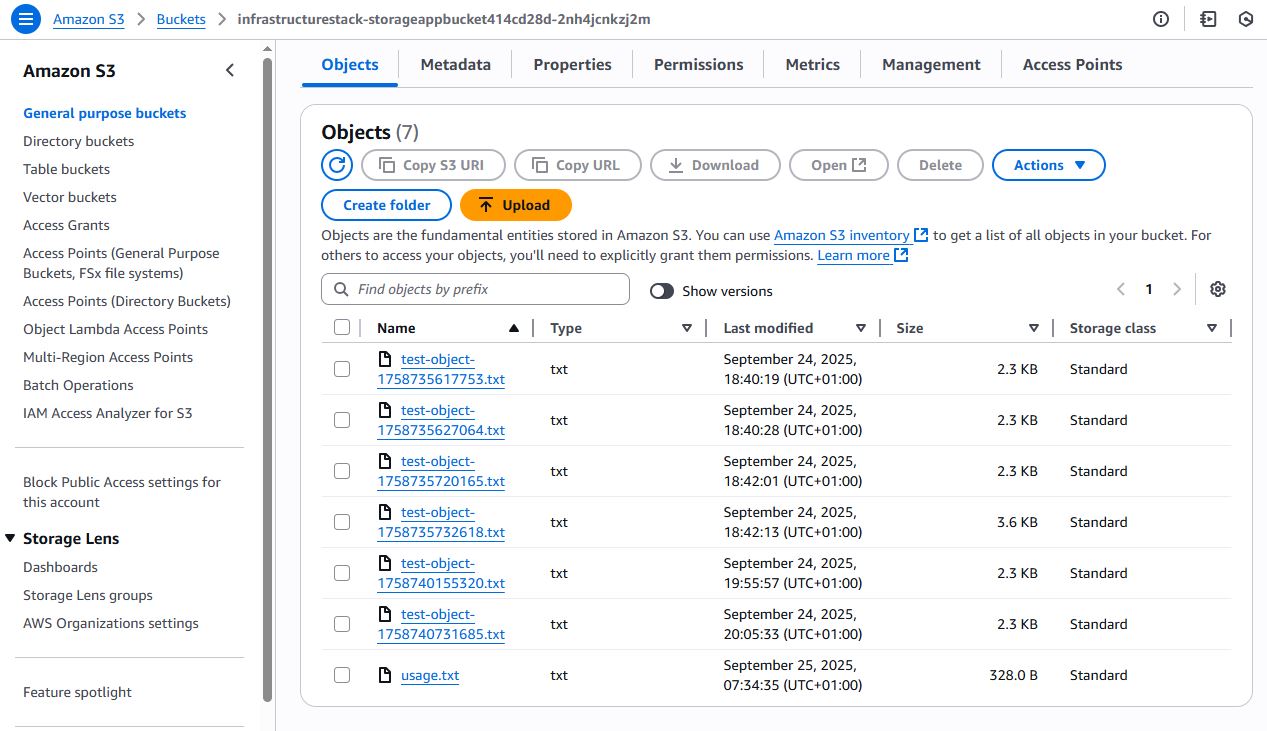 Amazon S3 > Buckets > infrastructurestack-storageappbucket414cd28d-2nh4jcnkzj2m
Amazon S3
General purpose buckets
Directory buckets
Table buckets
Vector buckets
Access Grants
Access Points (General Purpose
Buckets, FSx file systems)
Access Points (Directory Buckets)
Object Lambda Access Points
Multi-Region Access Points
Batch Operations
IAM Access Analyzer for S3
Block Public Access settings for
this account
Storage Lens
Dashboards
Storage Lens groups
AWS Organizations settings
Feature spotlight
Objects Metadata Properties Permissions Metrics Management Access Points
Objects (7)
Copy S3 URI Copy URL Download Open Delete Actions
Create folder Upload
Objects are the fundamental entities stored in Amazon S3. You can use Amazon S3 inventory to get a list of all objects in your bucket. For
others to access your objects, you'll need to explicitly grant them permissions. Learn more
Find objects by prefix Show versions 1
Name Type Last modified Size Storage class
test-object- September 24, 2025,
1758735617753.txt txt 18:40:19 (UTC+01:00) 2.3 KB Standard
test-object- September 24, 2025,
1758735627064.txt txt 18:40:28 (UTC+01:00) 2.3 KB Standard
test-object- September 24, 2025,
1758735720165.txt txt 18:42:01 (UTC+01:00) 2.3 KB Standard
test-object- September 24, 2025,
1758735732618.txt txt 18:42:13 (UTC+01:00) 3.6 KB Standard
test-object- September 24, 2025,
1758740155320.txt txt 19:55:57 (UTC+01:00) 2.3 KB Standard
test-object- September 24, 2025,
1758740731685.txt txt 20:05:33 (UTC+01:00) 2.3 KB Standard
September 25, 2025,
usage.txt txt 07:34:35 (UTC+01:00) 328.0 B Standard